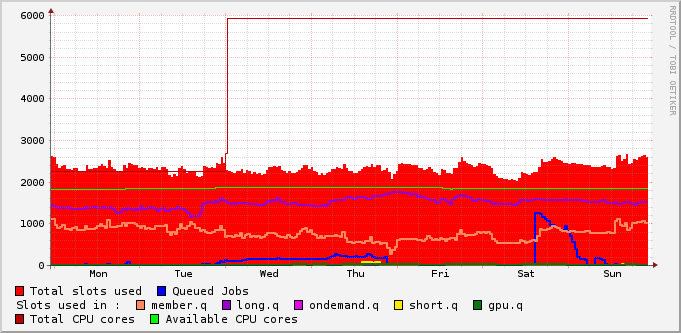 6000
5000
4000
3000
2000
1000
0
Mon Tue Wed Thu Fri Sat Sun
RRDTOOL / TOBI OETIKER
Total slots used Queued Jobs
Slots used in : member.q long.q ondemand.q short.q gpu.q
Total CPU cores Available CPU cores